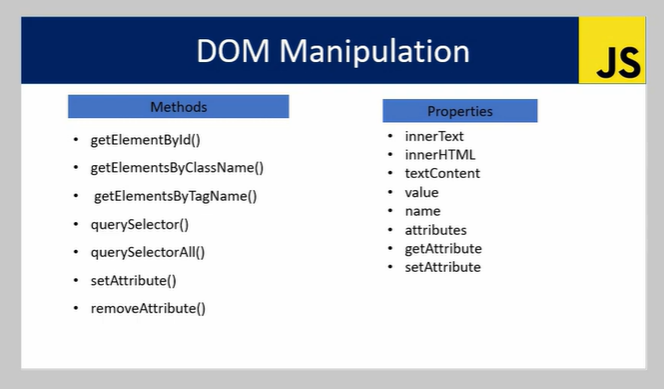 DOM Manipulation
JS
Methods
• getElementById()
• getElementsByClassName()
• getElementsByTagName()
• querySelector()
• querySelectorAll()
• setAttribute()
• removeAttribute()
Properties
• innerText
• innerHTML
• textContent
• value
• name
• attributes
• getAttribute
• setAttribute